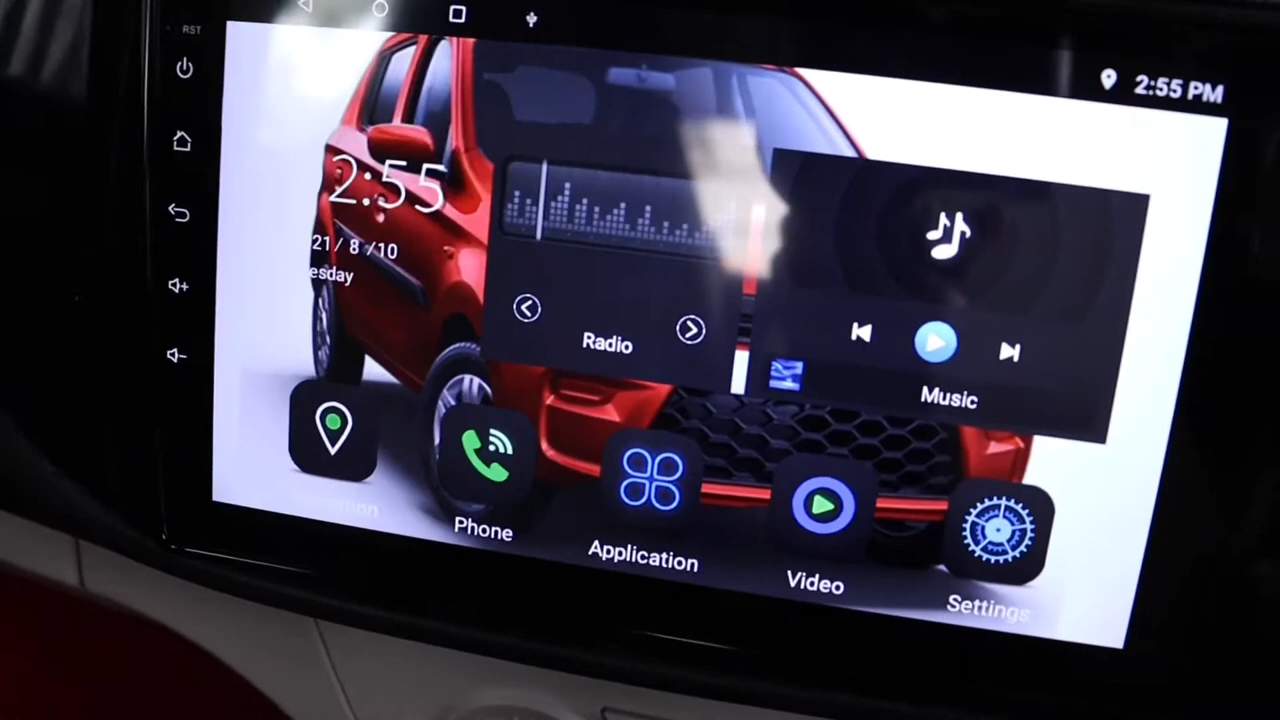 RST
2:55 PM
2:55
21/ 8 /10
esday
Radio
Music
Phone
Application
Video
Settings